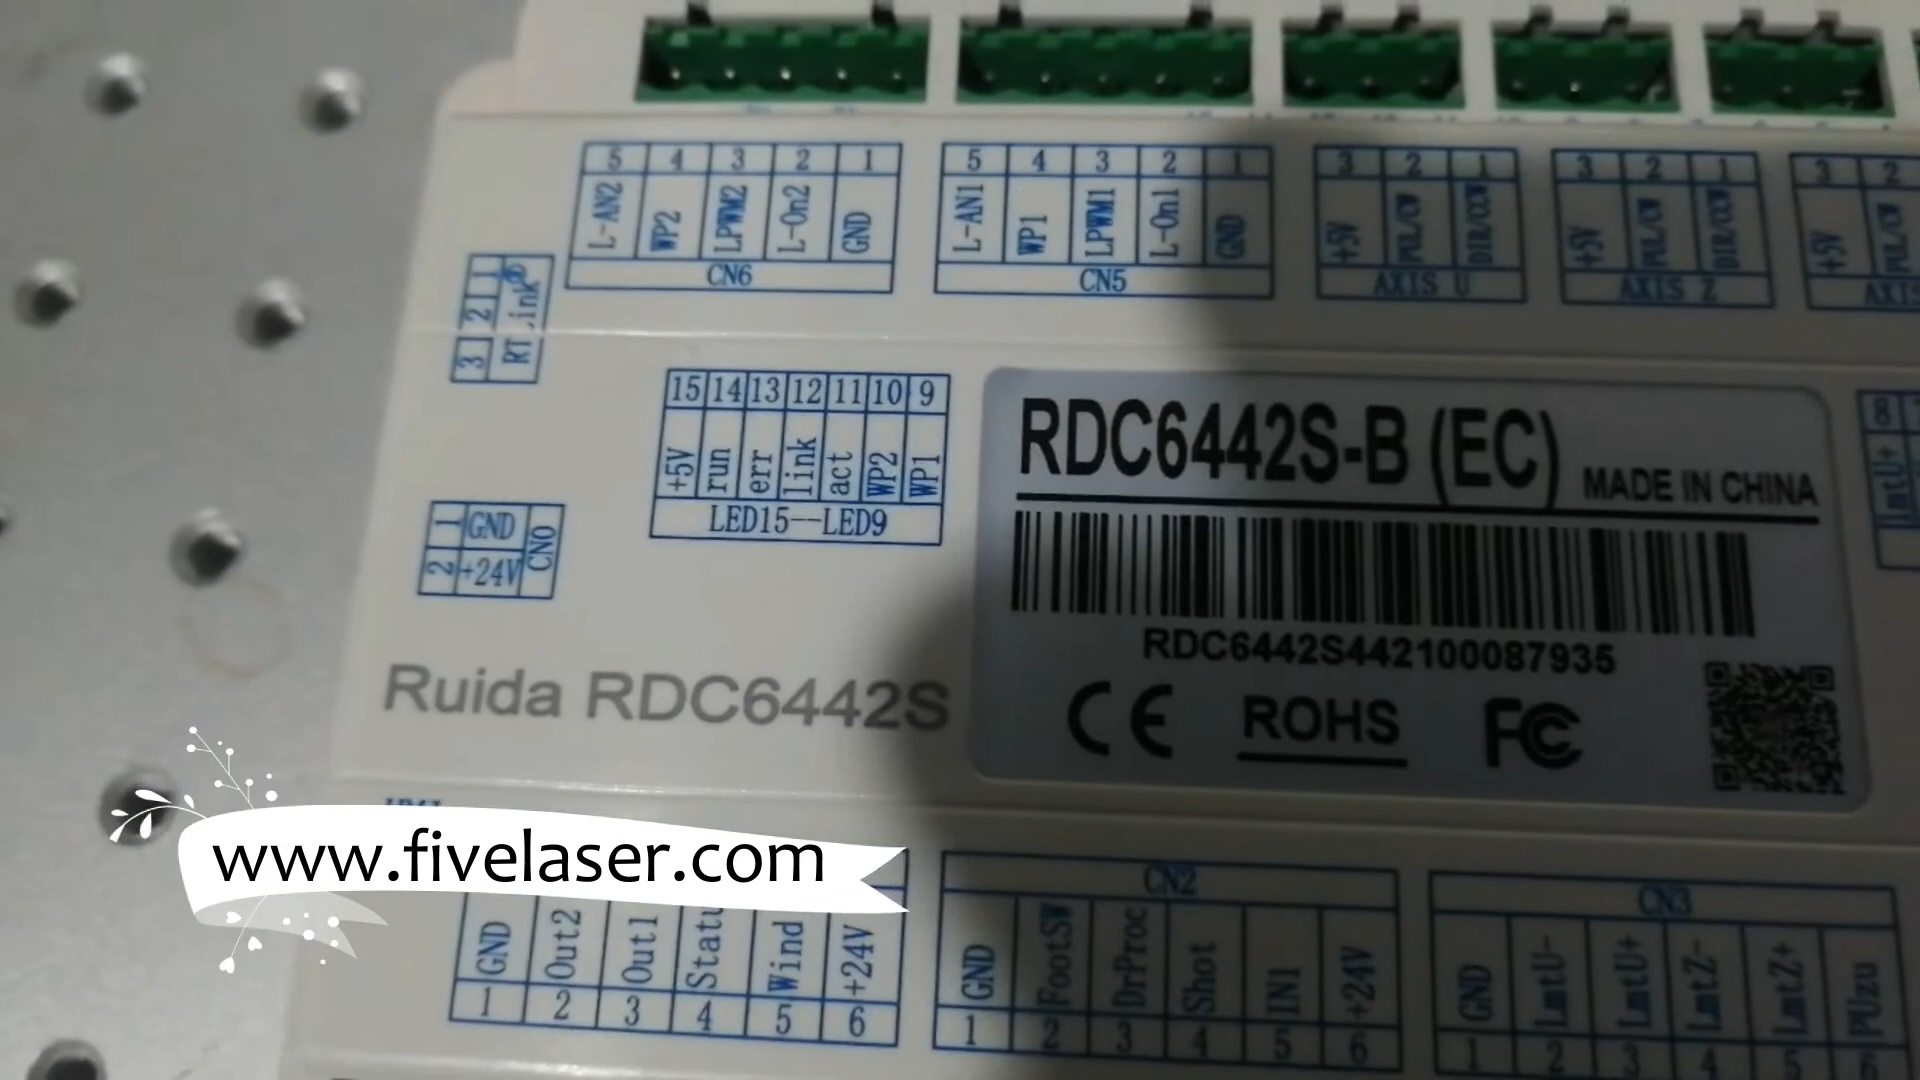 5 4 3 2 1
L-AN2 WP2 LPWM2 L-On2 GND
CN6
5 4 3 2 1
L-AN1 WP1 LPWM1 L-On1 GND
CN5
3 2 1
+5V PUL/CW DIR/CCW
AXIS U
3 2 1
+5V PUL/CW DIR/CCW
AXIS Z
3 2
+5V PUL/CW
AXIS
1 2 3
15 14 13 12 11 10 9
+5V run err link act WP2 WP1
LED15--LED9
1 GND
2 +24V
CN0
RDC6442S-B (EC) MADE IN CHINA
RDC6442S442100087935
CE ROHS FC
8
LmtU+
Ruida RDC6442S
www.fivelaser.com
GND Out2 Out1 Statu Wind +24V
1 2 3 4 5 6
CN2
GND FootSW DrProc Shot IN1 +24V
1 2 3 4 5 6
CN3
GND LmtU- LmtU+ LmtZ- LmtZ+ PUzu
1 2 3 4 5 6